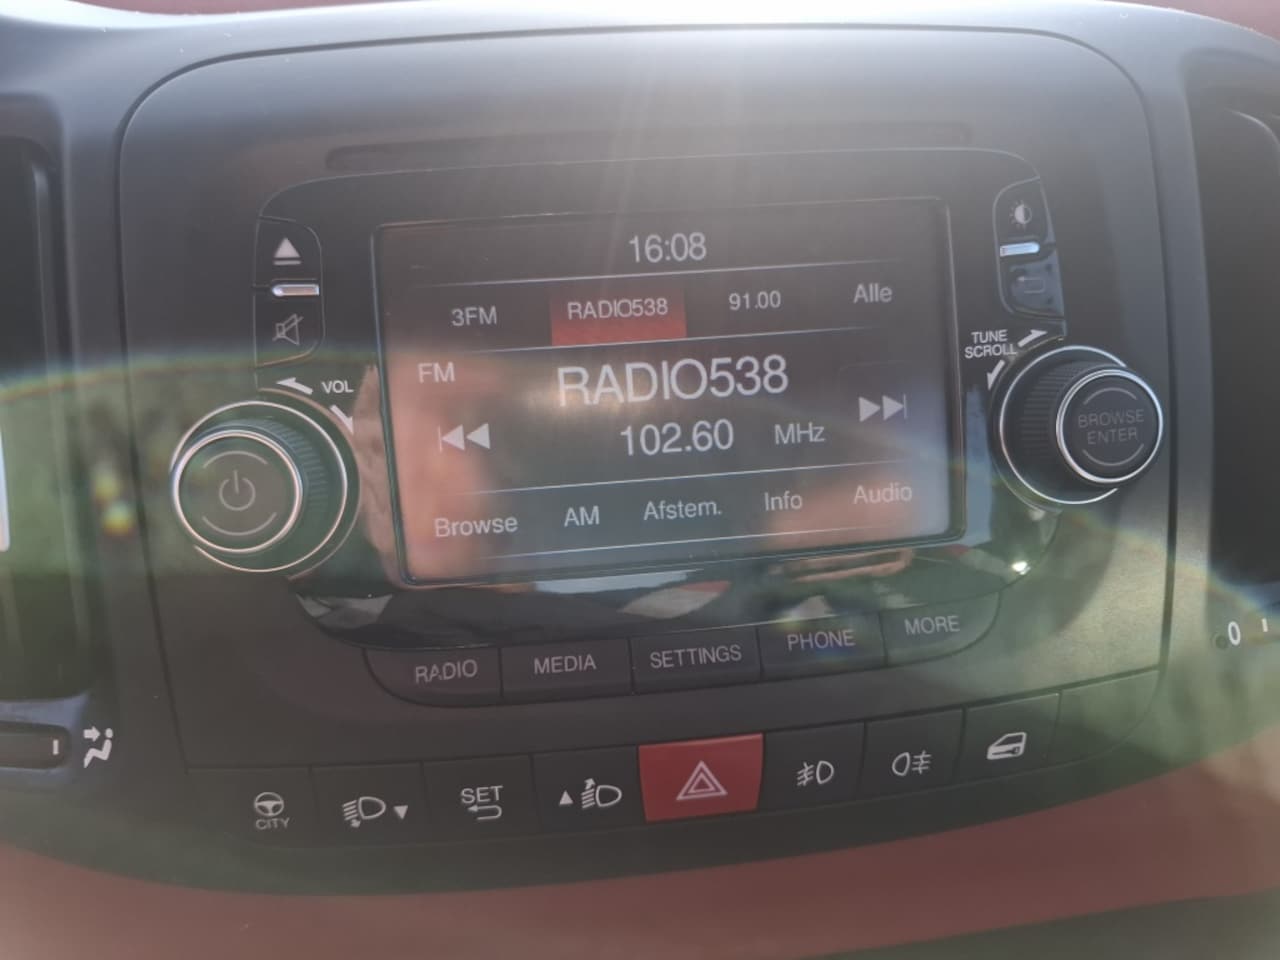 16:08
3FM RADIO538 91.00 Alle
FM RADIO538
102.60 MHz
Browse AM Afstem. Info Audio
VOL
TUNE
SCROLL
BROWSE
ENTER
RADIO MEDIA SETTINGS PHONE MORE
0
CITY
SET